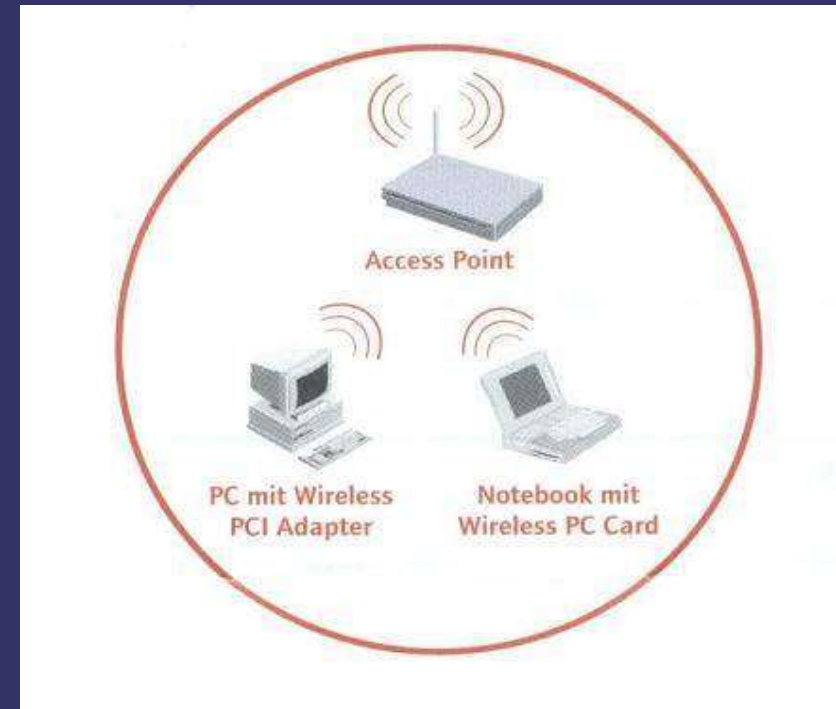 Access Point
PC mit Wireless
PCI Adapter
Notebook mit
Wireless PC Card